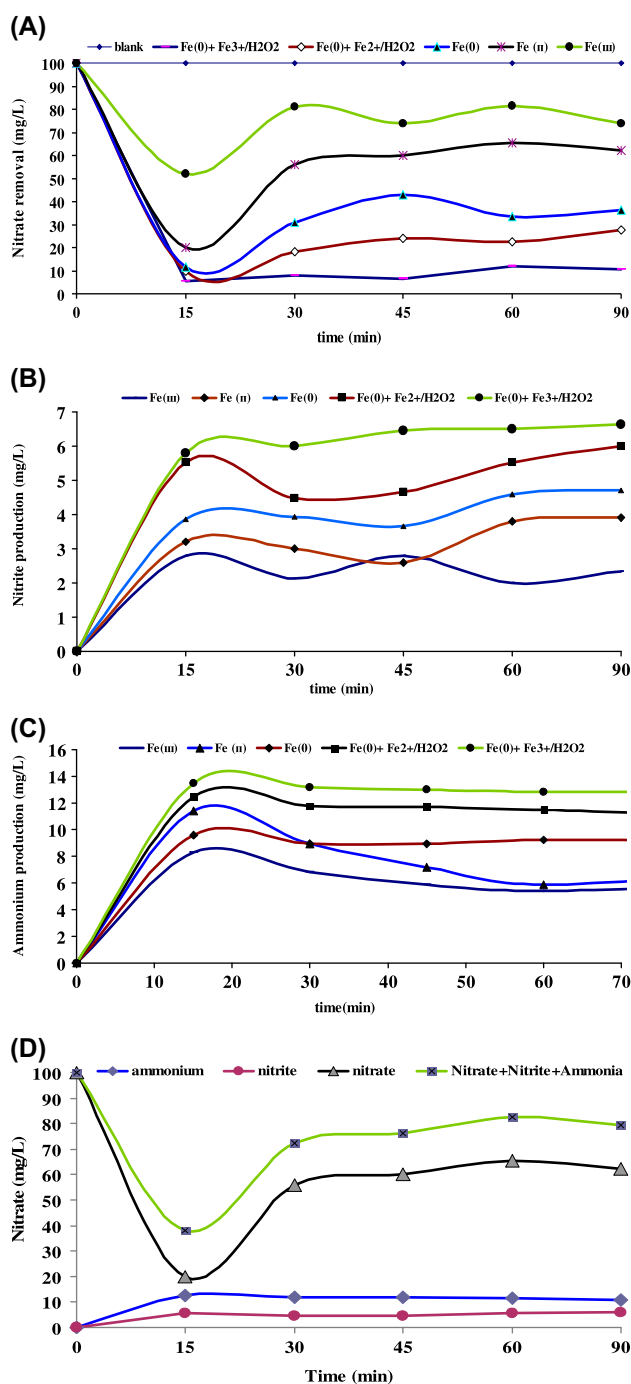 (A)
blank Fe(0)+ Fe3+/H2O2 Fe(0)+ Fe2+/H2O2 Fe(0) Fe (II) Fe(III)
Nitrate removal (mg/L)
100
90
80
70
60
50
40
30
20
10
0
0 15 30 45 60 90
time (min)
(B)
Fe(III) Fe (II) Fe(0) Fe(0)+ Fe2+/H2O2 Fe(0)+ Fe3+/H2O2
Nitrite production (mg/L)
7
6
5
4
3
2
1
0
0 15 30 45 60 90
time (min)
(C)
Fe(III) Fe (II) Fe(0) Fe(0)+ Fe2+/H2O2 Fe(0)+ Fe3+/H2O2
Ammonium production (mg/L)
16
14
12
10
8
6
4
2
0
0 10 20 30 40 50 60 70
time(min)
(D)
ammonium nitrite nitrate Nitrate+Nitrite+Ammonia
Nitrate (mg/L)
100
90
80
70
60
50
40
30
20
10
0
0 15 30 45 60 90
Time (min)